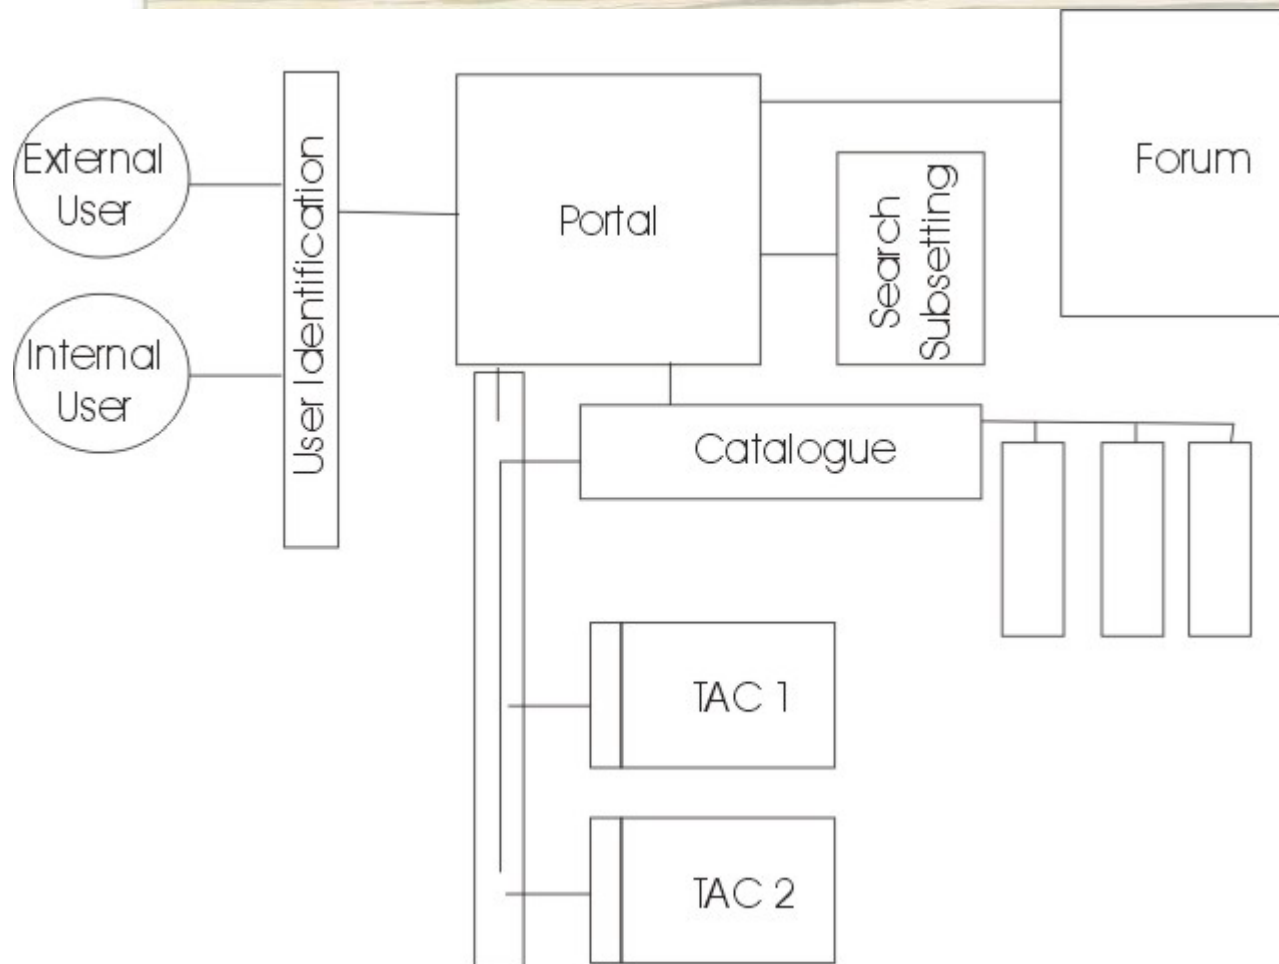 External
User
Internal
User
User Identification
Portal
Search
Subsetting
Forum
Catalogue
TAC 1
TAC 2